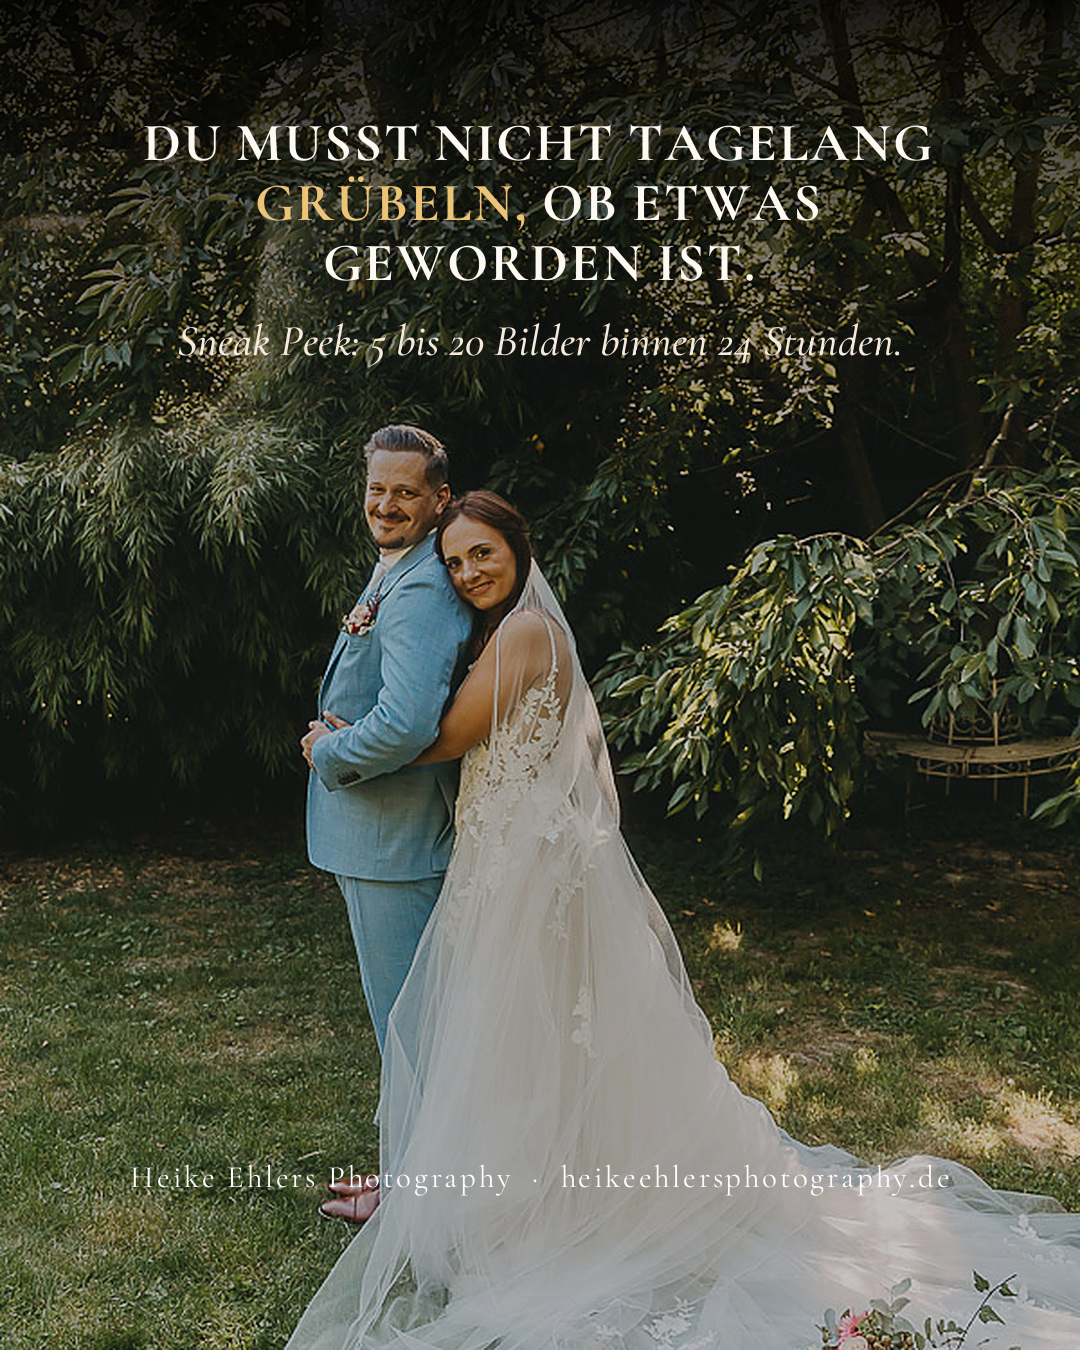 DU MUSST NICHT TAGELANG
GRÜBELN, OB ETWAS
GEWORDEN IST.
Sneak Peek: 5 bis 20 Bilder binnen 24 Stunden.
Heike Ehlers Photography · heikeehlersphotography.de